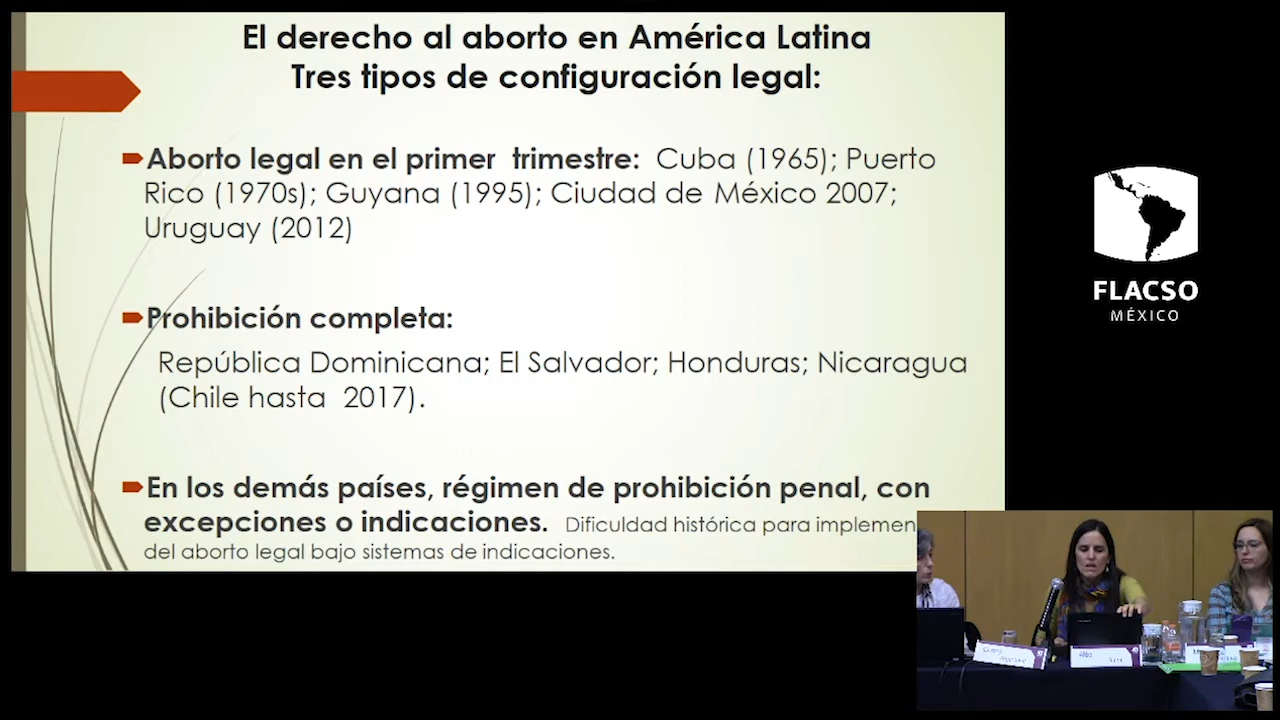 El derecho al aborto en América Latina
Tres tipos de configuración legal:
Aborto legal en el primer trimestre: Cuba (1965); Puerto
Rico (1970s); Guyana (1995); Ciudad de México 2007;
Uruguay (2012)
Prohibición completa:
República Dominicana; El Salvador; Honduras; Nicaragua
(Chile hasta 2017).
En los demás países, régimen de prohibición penal, con
excepciones o indicaciones. Dificuldad histórica para implemen
del aborto legal bajo sistemas de indicaciones.
FLACSO
MÉXICO